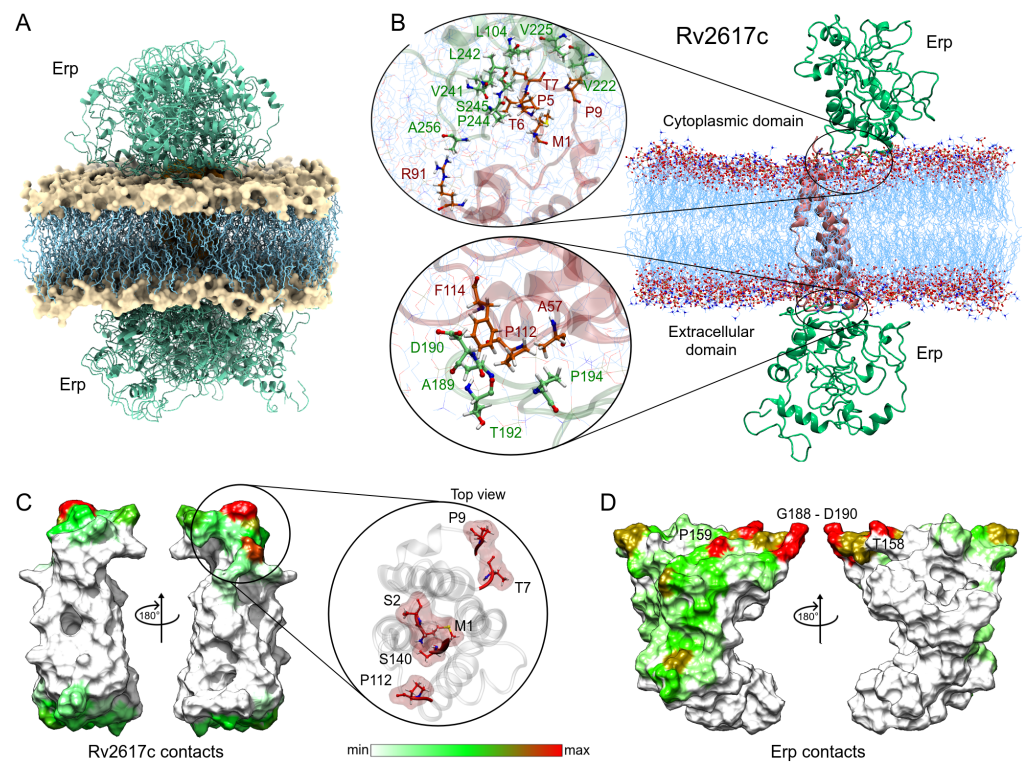 A
Erp
Erp
B
Rv2617c
Erp
Cytoplasmic domain
L104
V225
L242
V241
T7
V222
S245
P5
P9
P244
T6
A256
M1
R91
F114
A57
P112
D190
A189
P194
T192
Extracellular
domain
Erp
C
180°
Rv2617c contacts
Top view
P9
T7
S2
M1
S140
P112
min
max
D
G188 - D190
P159
T158
180°
Erp contacts